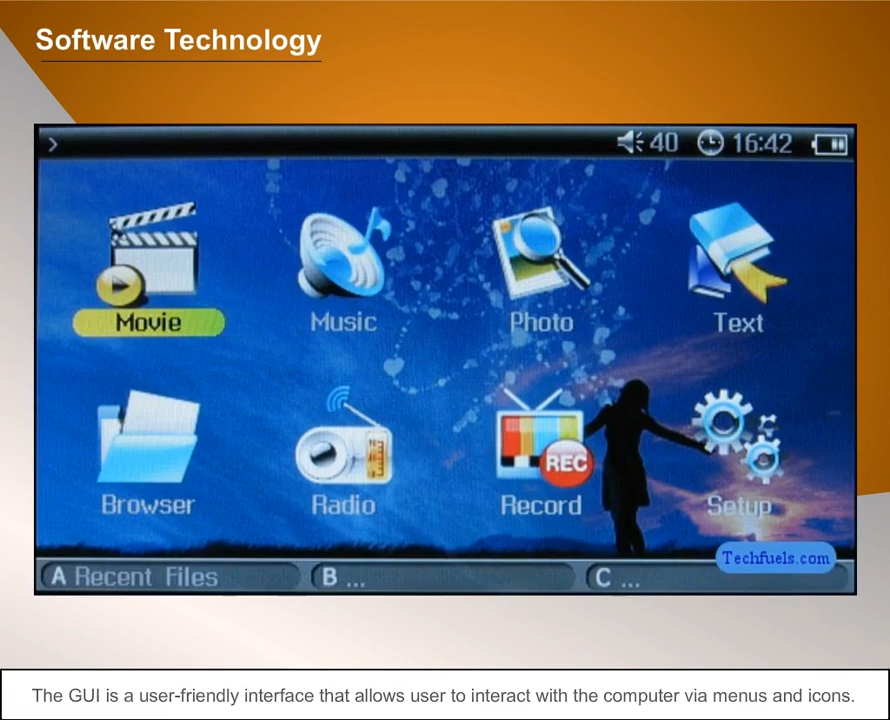 Software Technology
40 16:42
Movie Music Photo Text
REC
Browser Radio Record Setup
Techfuels.com
A Recent Files B ... C ...
The GUI is a user-friendly interface that allows user to interact with the computer via menus and icons.